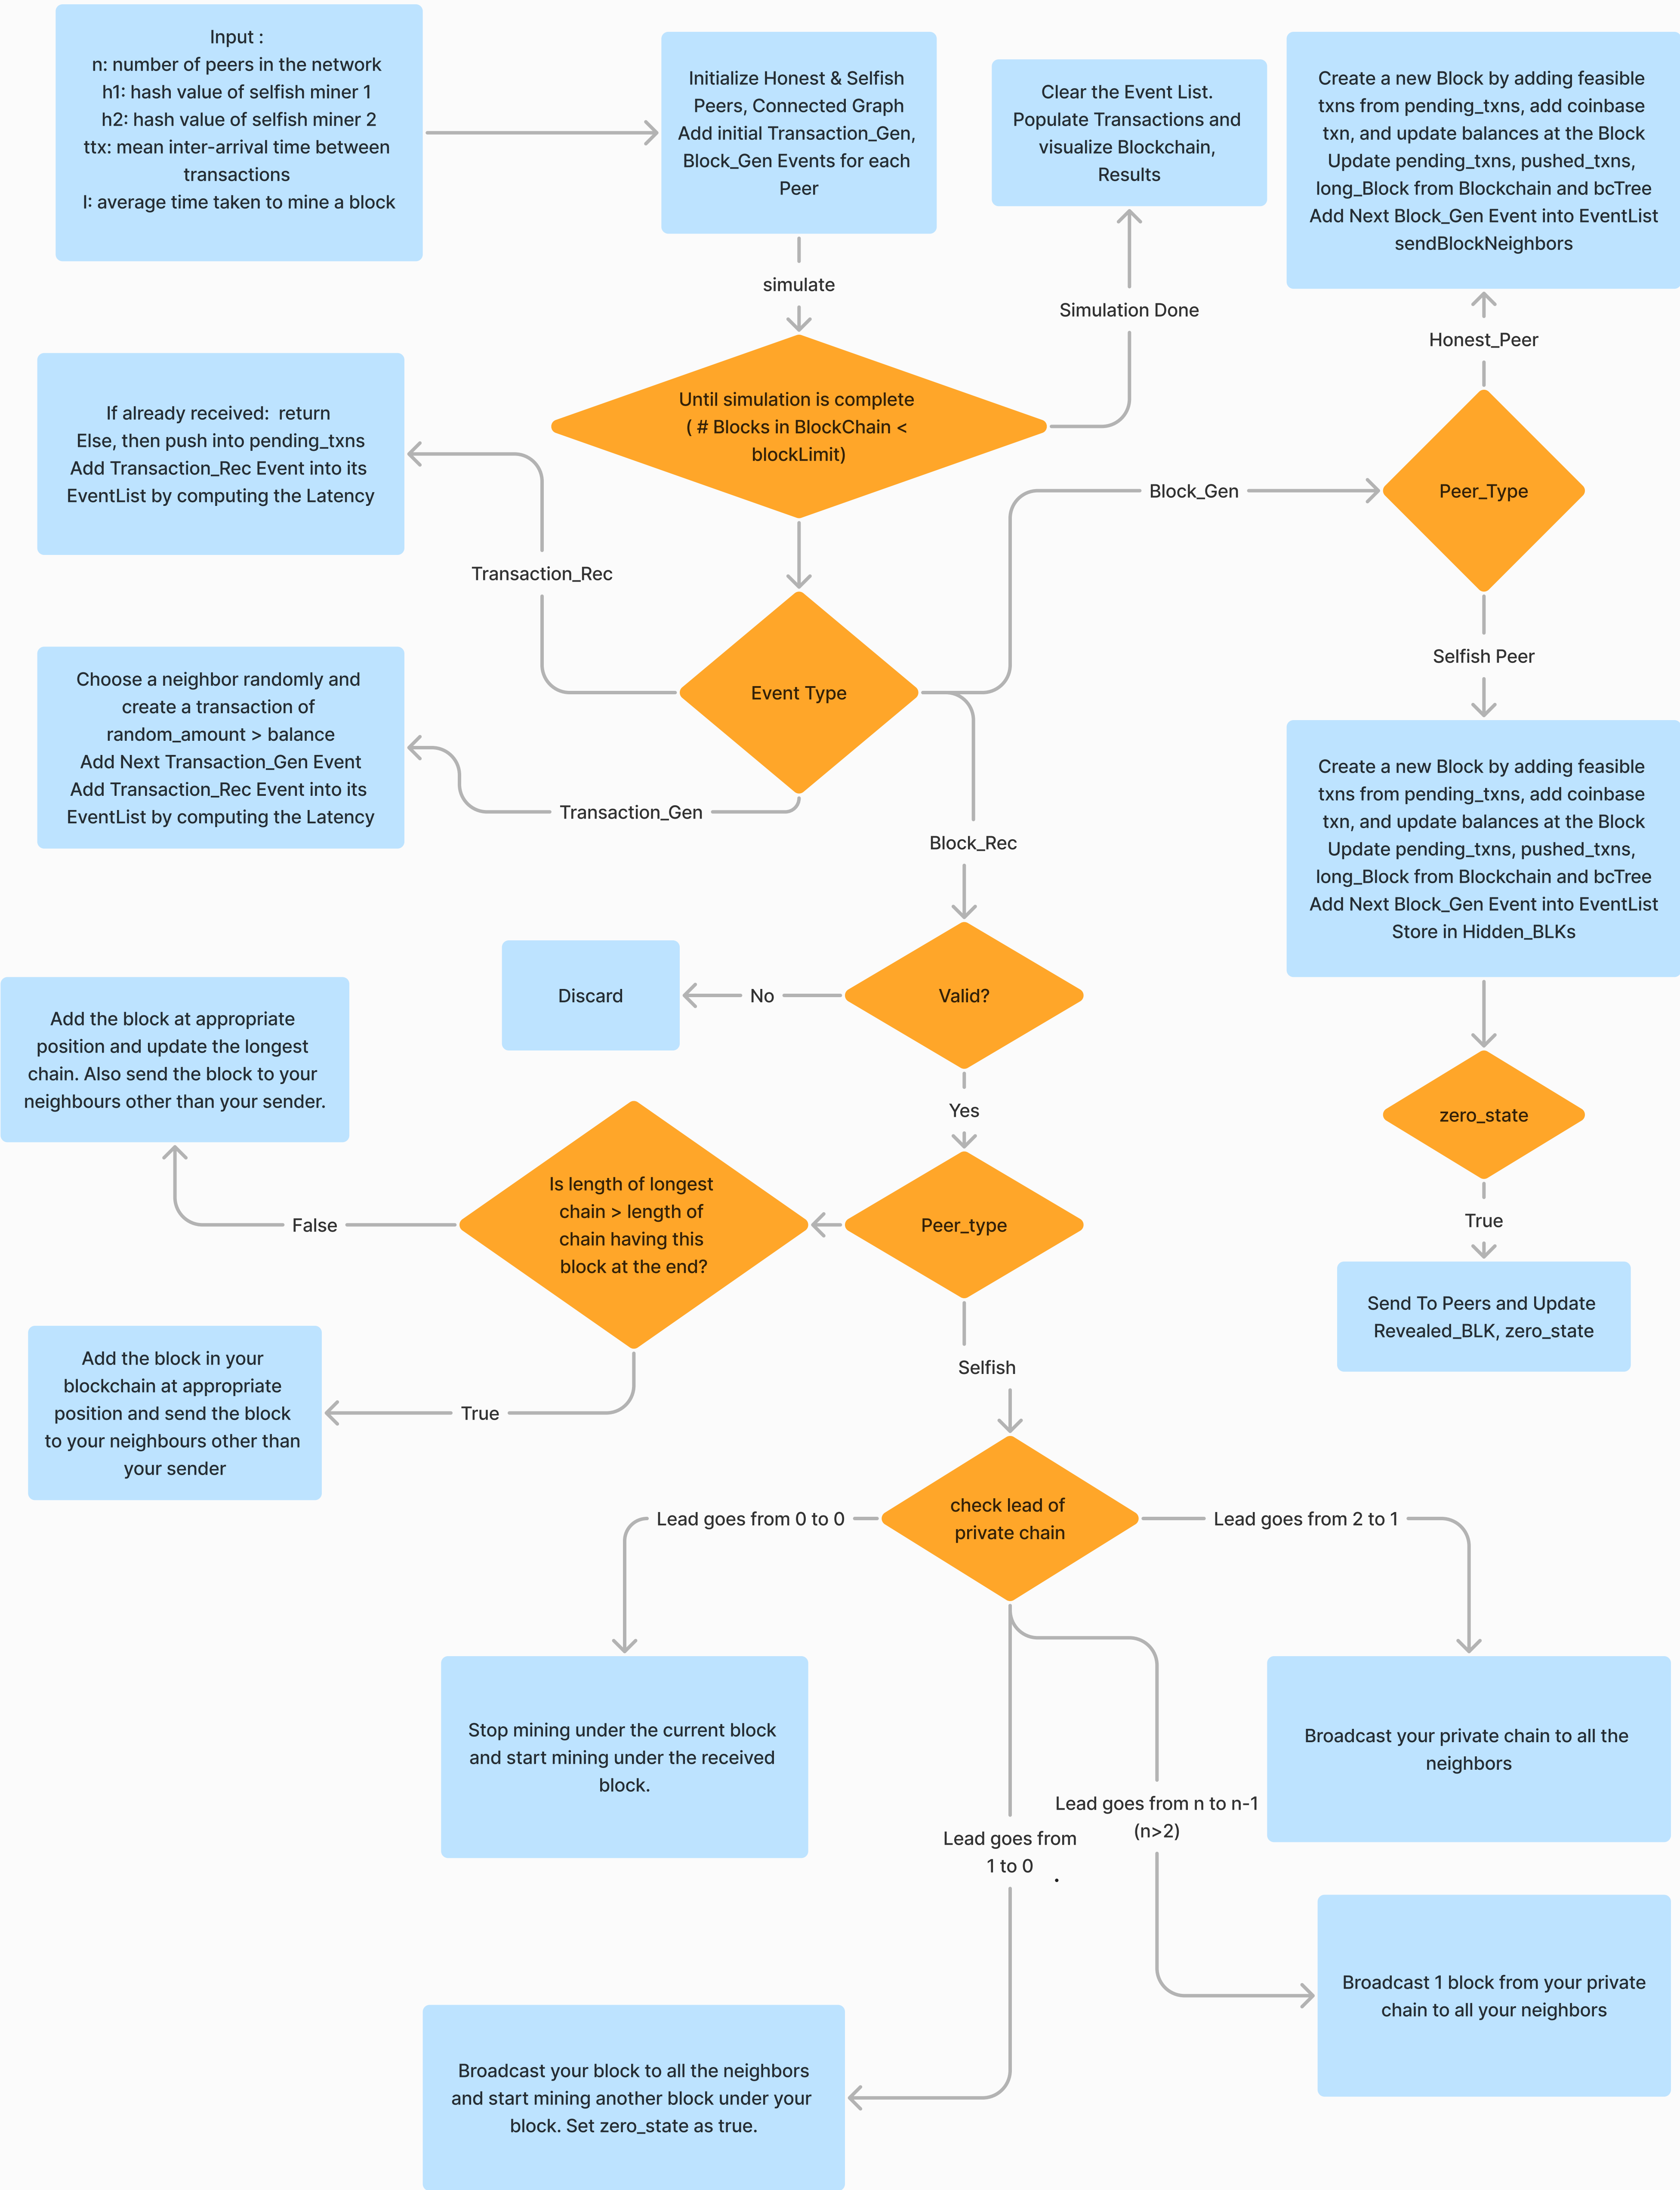 Input :
n: number of peers in the network
h1: hash value of selfish miner 1
h2: hash value of selfish miner 2
ttx: mean inter-arrival time between
transactions
I: average time taken to mine a block
Initialize Honest & Selfish
Peers, Connected Graph
Add initial Transaction_Gen,
Block_Gen Events for each
Peer
Clear the Event List.
Populate Transactions and
visualize Blockchain,
Results
Create a new Block by adding feasible
txns from pending_txns, add coinbase
txn, and update balances at the Block
Update pending_txns, pushed_txns,
long_Block from Blockchain and bcTree
Add Next Block_Gen Event into EventList
sendBlockNeighbors
simulate
Simulation Done
Honest_Peer
Until simulation is complete
( # Blocks in BlockChain <
blockLimit)
If already received:  return
Else, then push into pending_txns
Add Transaction_Rec Event into its
EventList by computing the Latency
Block_Gen
Peer_Type
Transaction_Rec
Selfish Peer
Event Type
Choose a neighbor randomly and
create a transaction of
random_amount > balance
Add Next Transaction_Gen Event
Add Transaction_Rec Event into its
EventList by computing the Latency
Transaction_Gen
Block_Rec
Create a new Block by adding feasible
txns from pending_txns, add coinbase
txn, and update balances at the Block
Update pending_txns, pushed_txns,
long_Block from Blockchain and bcTree
Add Next Block_Gen Event into EventList
Store in Hidden_BLKs
Valid?
No
Discard
Yes
zero_state
True
Send To Peers and Update
Revealed_BLK, zero_state
Peer_type
Is length of longest
chain > length of
chain having this
block at the end?
False
Add the block at appropriate
position and update the longest
chain. Also send the block to your
neighbours other than your sender.
True
Add the block in your
blockchain at appropriate
position and send the block
to your neighbours other than
your sender
Selfish
check lead of
private chain
Lead goes from 0 to 0
Lead goes from 2 to 1
Stop mining under the current block
and start mining under the received
block.
Broadcast your private chain to all the
neighbors
Lead goes from n to n-1
(n>2)
Lead goes from
1 to 0
.
Broadcast 1 block from your private
chain to all your neighbors
Broadcast your block to all the neighbors
and start mining another block under your
block. Set zero_state as true.